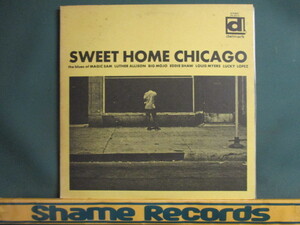 SWEET HOME CHICAGO
the blues of MAGIC SAM LUTHER ALLISON BIG MOJO EDDIE SHAW LOUIS MYERS LUCKY LOPEZ
Shame Records